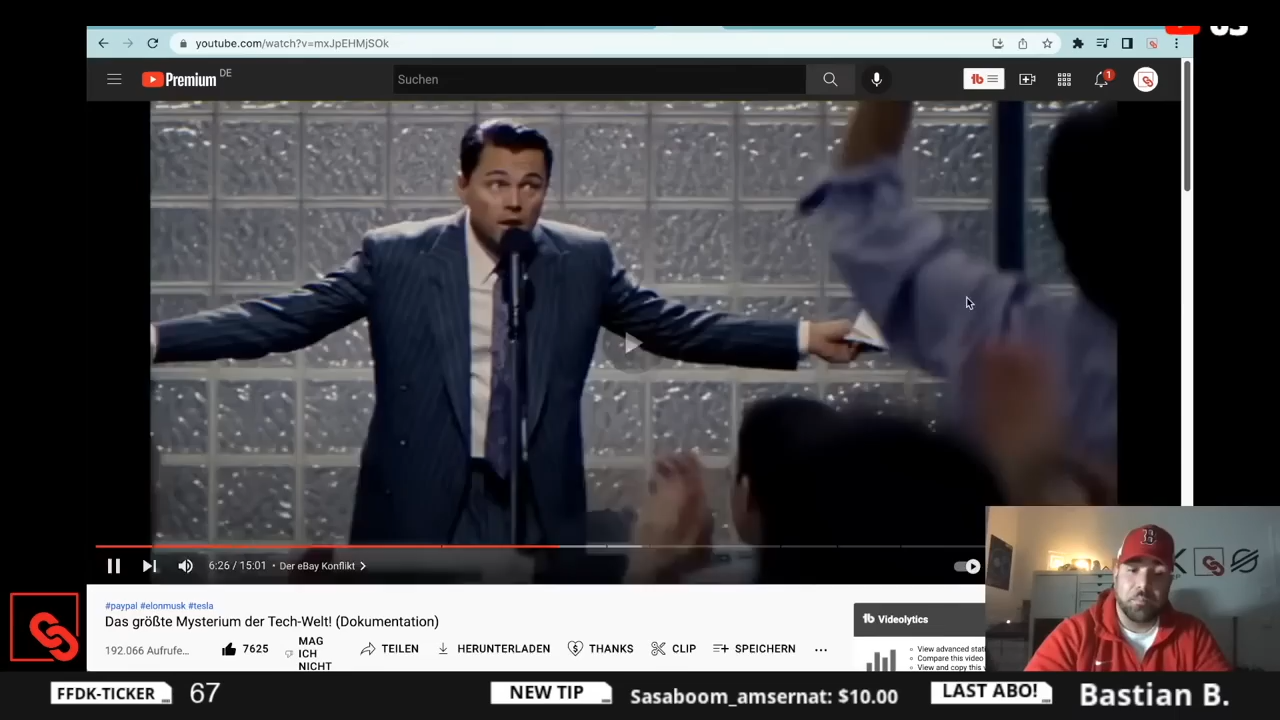 youtube.com/watch?v=mxJpEHMjSOk
Premium DE
Suchen
1
6:26 / 15:01 • Der eBay Konflikt
#paypal #elonmusk #tesla
Das größte Mysterium der Tech-Welt! (Dokumentation)
192.066 Aufrufe...
7625
MAG
ICH
NICHT
TEILEN
HERUNTERLADEN
THANKS
CLIP
SPEICHERN
Videolytics
View advanced stat
Compare this video
View and copy this v
FFDK-TICKER
67
NEW TIP
Sasaboom_amsernat: $10.00
LAST ABO!
Bastian B.